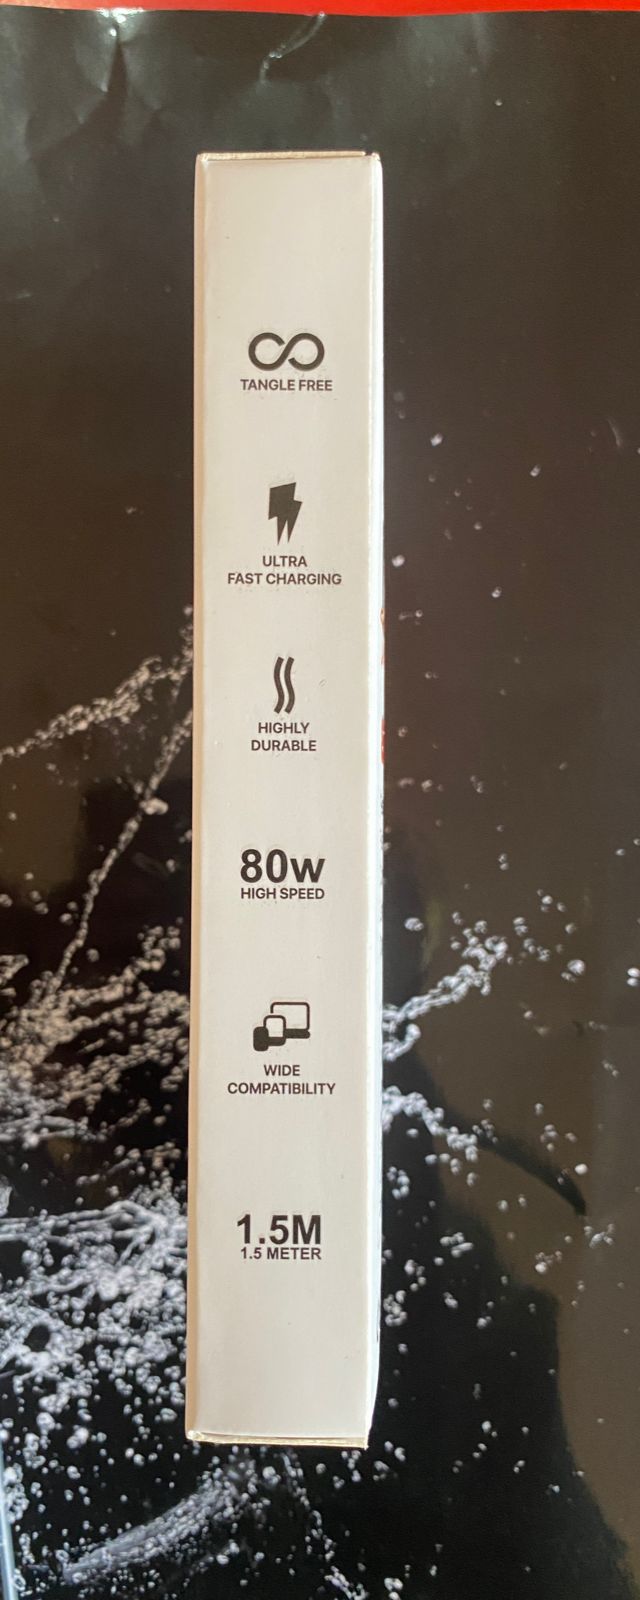 TANGLE FREE
ULTRA
FAST CHARGING
HIGHLY
DURABLE
80w
HIGH SPEED
WIDE
COMPATIBILITY
1.5M
1.5 METER